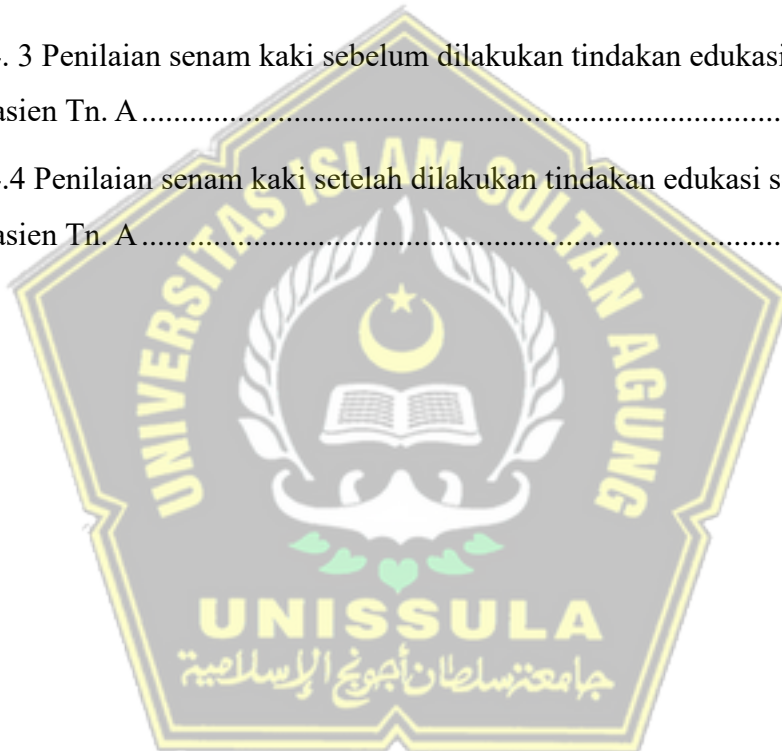 . 3 Penilaian senam kaki sebelum dilakukan tindakan edukasi
asien Tn. A
.4 Penilaian senam kaki setelah dilakukan tindakan edukasi s
asien Tn. A
UNIVERSITAS ISLAM SULTAN AGUNG
UNISSULA
جامعة سلطان أجونج الإسلامية